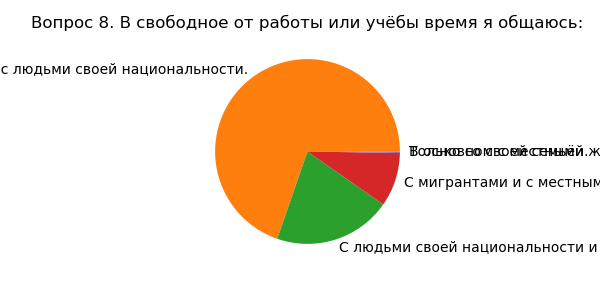 Вопрос 8. В свободное от работы или учёбы время я общаюсь:
с людьми своей национальности.
С мигрантами и с местным
С людьми своей национальности и